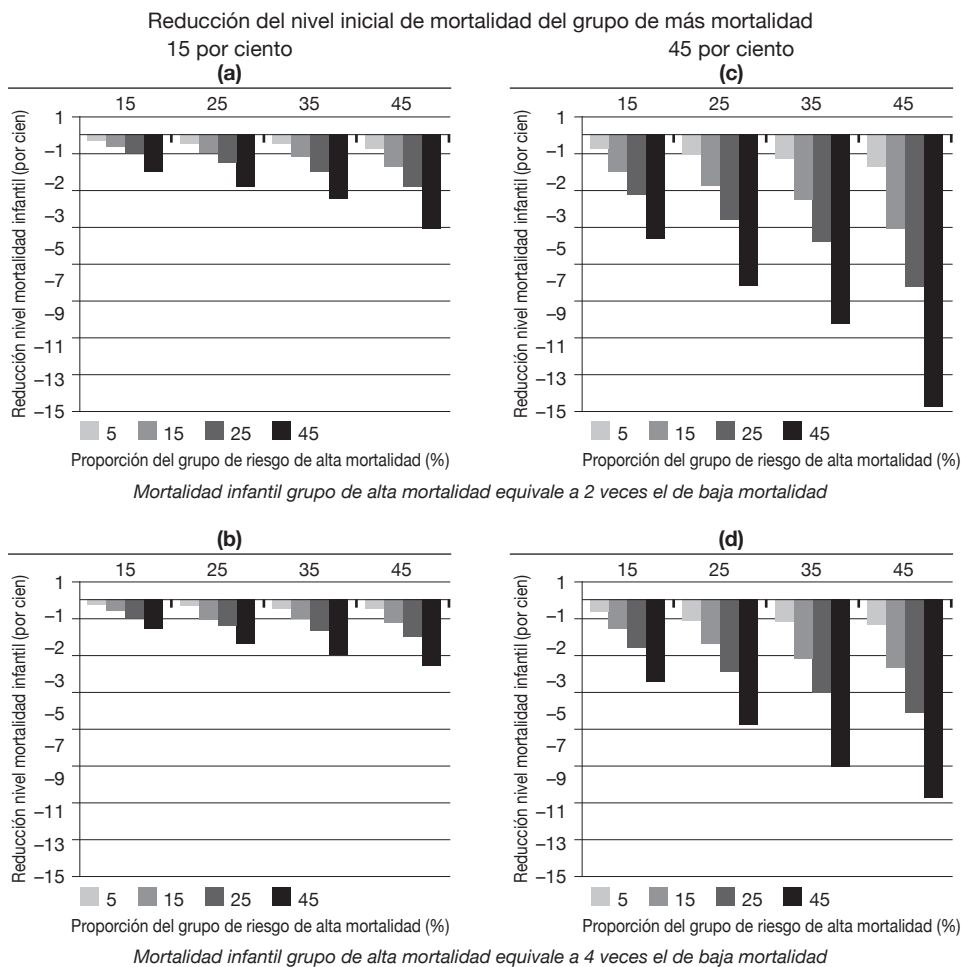 Reducción del nivel inicial de mortalidad del grupo de más mortalidad
15 por ciento
45 por ciento
(a)
15 25 35 45
Reducción nivel mortalidad infantil (por cien)
1
–1
–2
–3
–5
–7
–9
–11
–13
–15
5 15 25 45
Proporción del grupo de riesgo de alta mortalidad (%)
(c)
15 25 35 45
Reducción nivel mortalidad infantil (por cien)
1
–1
–2
–3
–5
–7
–9
–11
–13
–15
5 15 25 45
Proporción del grupo de riesgo de alta mortalidad (%)
Mortalidad infantil grupo de alta mortalidad equivale a 2 veces el de baja mortalidad
(b)
15 25 35 45
Reducción nivel mortalidad infantil (por cien)
1
–1
–2
–3
–5
–7
–9
–11
–13
–15
5 15 25 45
Proporción del grupo de riesgo de alta mortalidad (%)
(d)
15 25 35 45
Reducción nivel mortalidad infantil (por cien)
1
–1
–2
–3
–5
–7
–9
–11
–13
–15
5 15 25 45
Proporción del grupo de riesgo de alta mortalidad (%)
Mortalidad infantil grupo de alta mortalidad equivale a 4 veces el de baja mortalidad